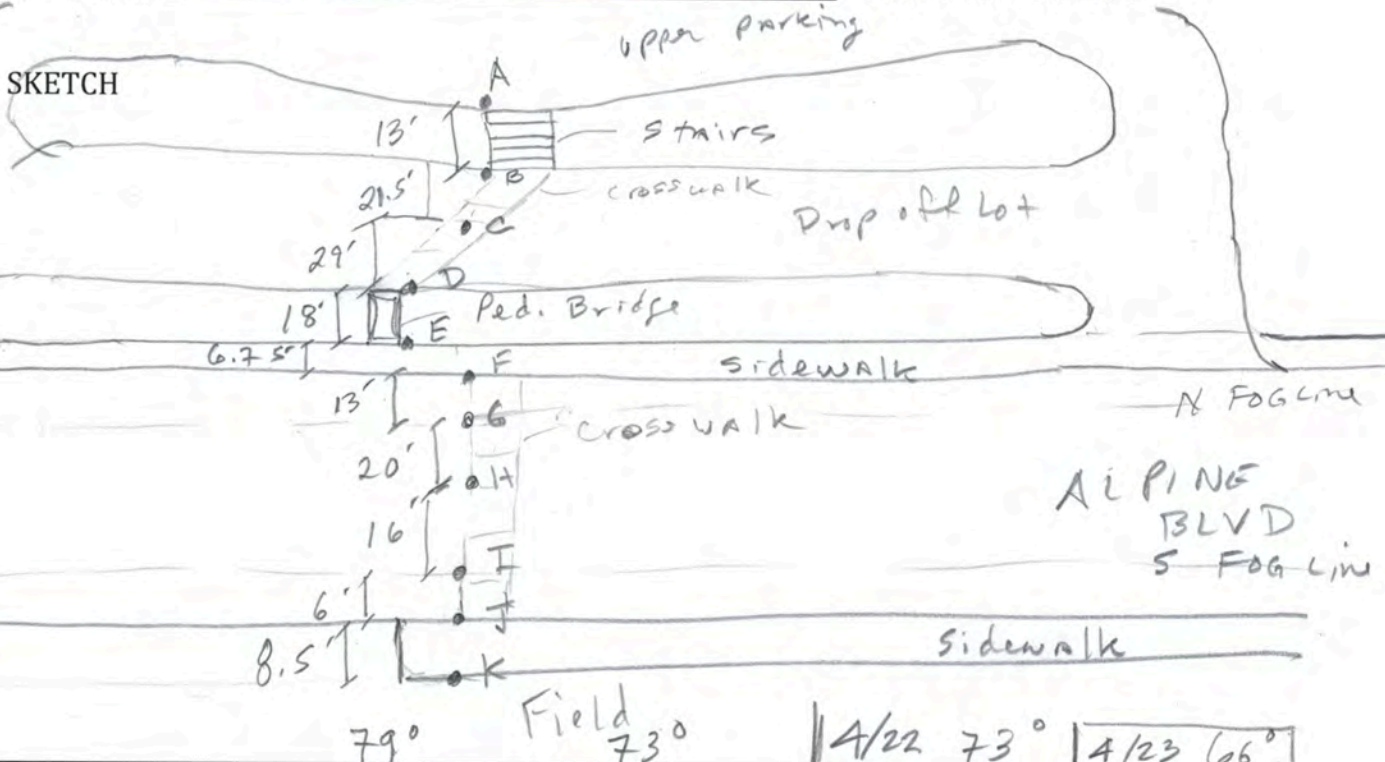 upper parking
SKETCH
A
13'
stairs
B
crosswalk
21.5'
C
Drop off Lot
29'
D
18'
Ped. Bridge
E
6.75'
F
sidewalk
N FOG Line
13'
G
crosswalk
20'
H
ALPINE
BLVD
16'
I
S FOG Line
6'
J
8.5'
sidewalk
K
Field
79° 73° 4/22 73° 4/23 66°